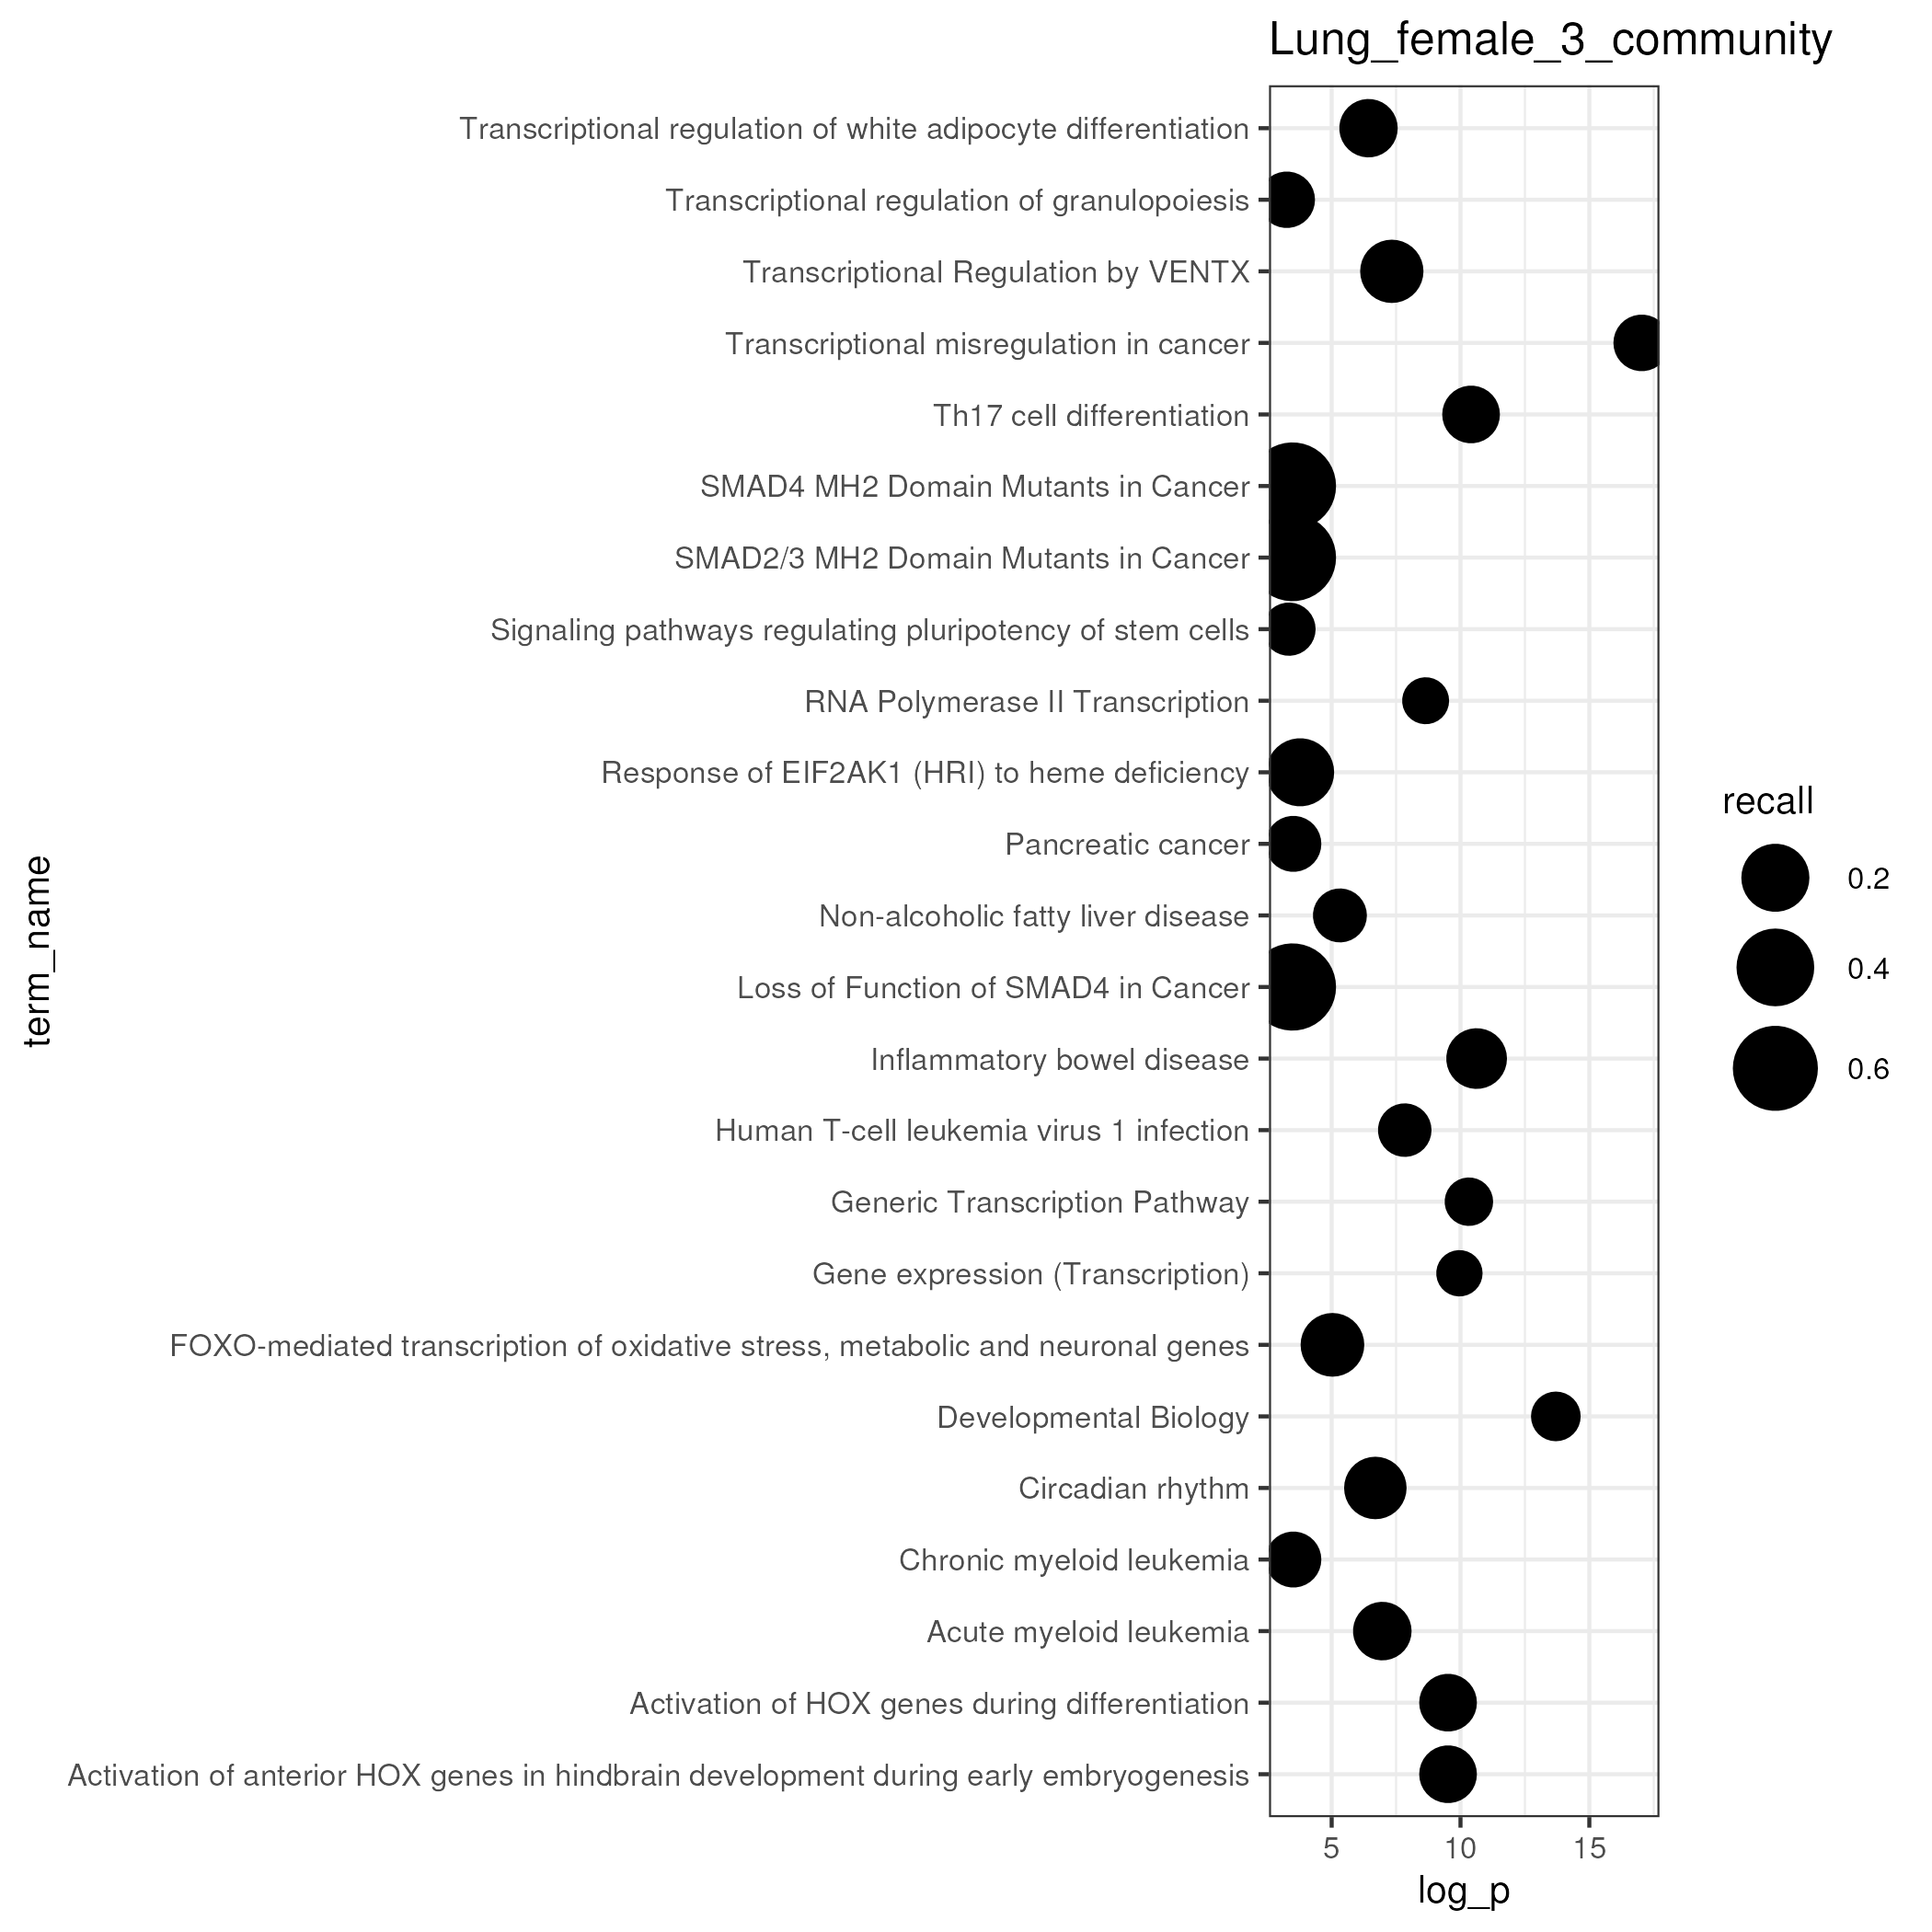 Lung_female_3_community
Transcriptional regulation of white adipocyte differentiation
Transcriptional regulation of granulopoiesis
Transcriptional Regulation by VENTX
Transcriptional misregulation in cancer
Th17 cell differentiation
SMAD4 MH2 Domain Mutants in Cancer
SMAD2/3 MH2 Domain Mutants in Cancer
Signaling pathways regulating pluripotency of stem cells
RNA Polymerase II Transcription
Response of EIF2AK1 (HRI) to heme deficiency
Pancreatic cancer
Non-alcoholic fatty liver disease
Loss of Function of SMAD4 in Cancer
Inflammatory bowel disease
Human T-cell leukemia virus 1 infection
Generic Transcription Pathway
Gene expression (Transcription)
FOXO-mediated transcription of oxidative stress, metabolic and neuronal genes
Developmental Biology
Circadian rhythm
Chronic myeloid leukemia
Acute myeloid leukemia
Activation of HOX genes during differentiation
Activation of anterior HOX genes in hindbrain development during early embryogenesis
term_name
5 10 15
log_p
recall
0.2
0.4
0.6